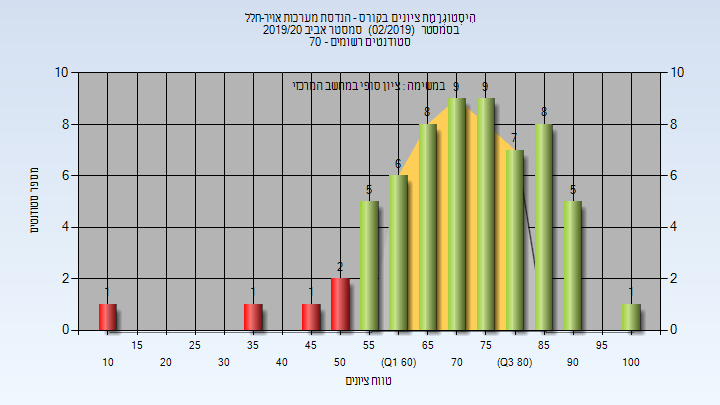 היסטוגרמת ציונים בקורס - הנדסת מערכות אויר-חלל
בסמסטר (02/2019) סמסטר אביב 2019/20
סטודנטים רשומים - 70
במשימה : ציון סופי במחשב המרכזי
מספר סטודנטים
10 8 6 4 2 0
10 8 6 4 2 0
1 1 1 2 5 6 8 9 9 7 8 5 1
15 25 35 45 55 65 75 85 95
10 20 30 40 50 (Q1 60) 70 (Q3 80) 90 100
טווח ציונים